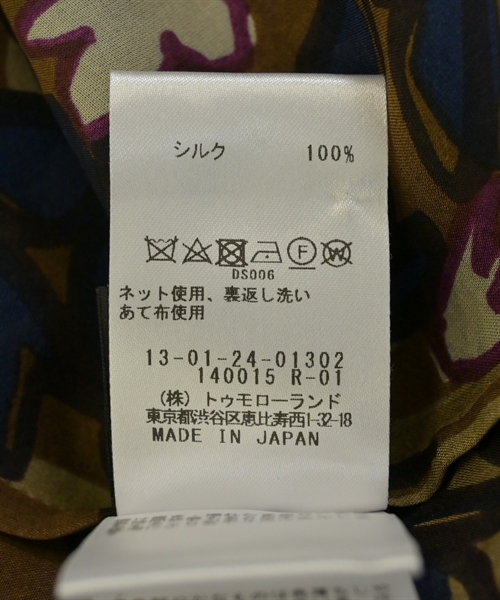 シルク 100%
F W
DS006
ネット使用、裏返し洗い
あて布使用
13-01-24-01302
140015 R-01
(株) トゥモローランド
東京都渋谷区恵比寿西1-32-18
MADE IN JAPAN